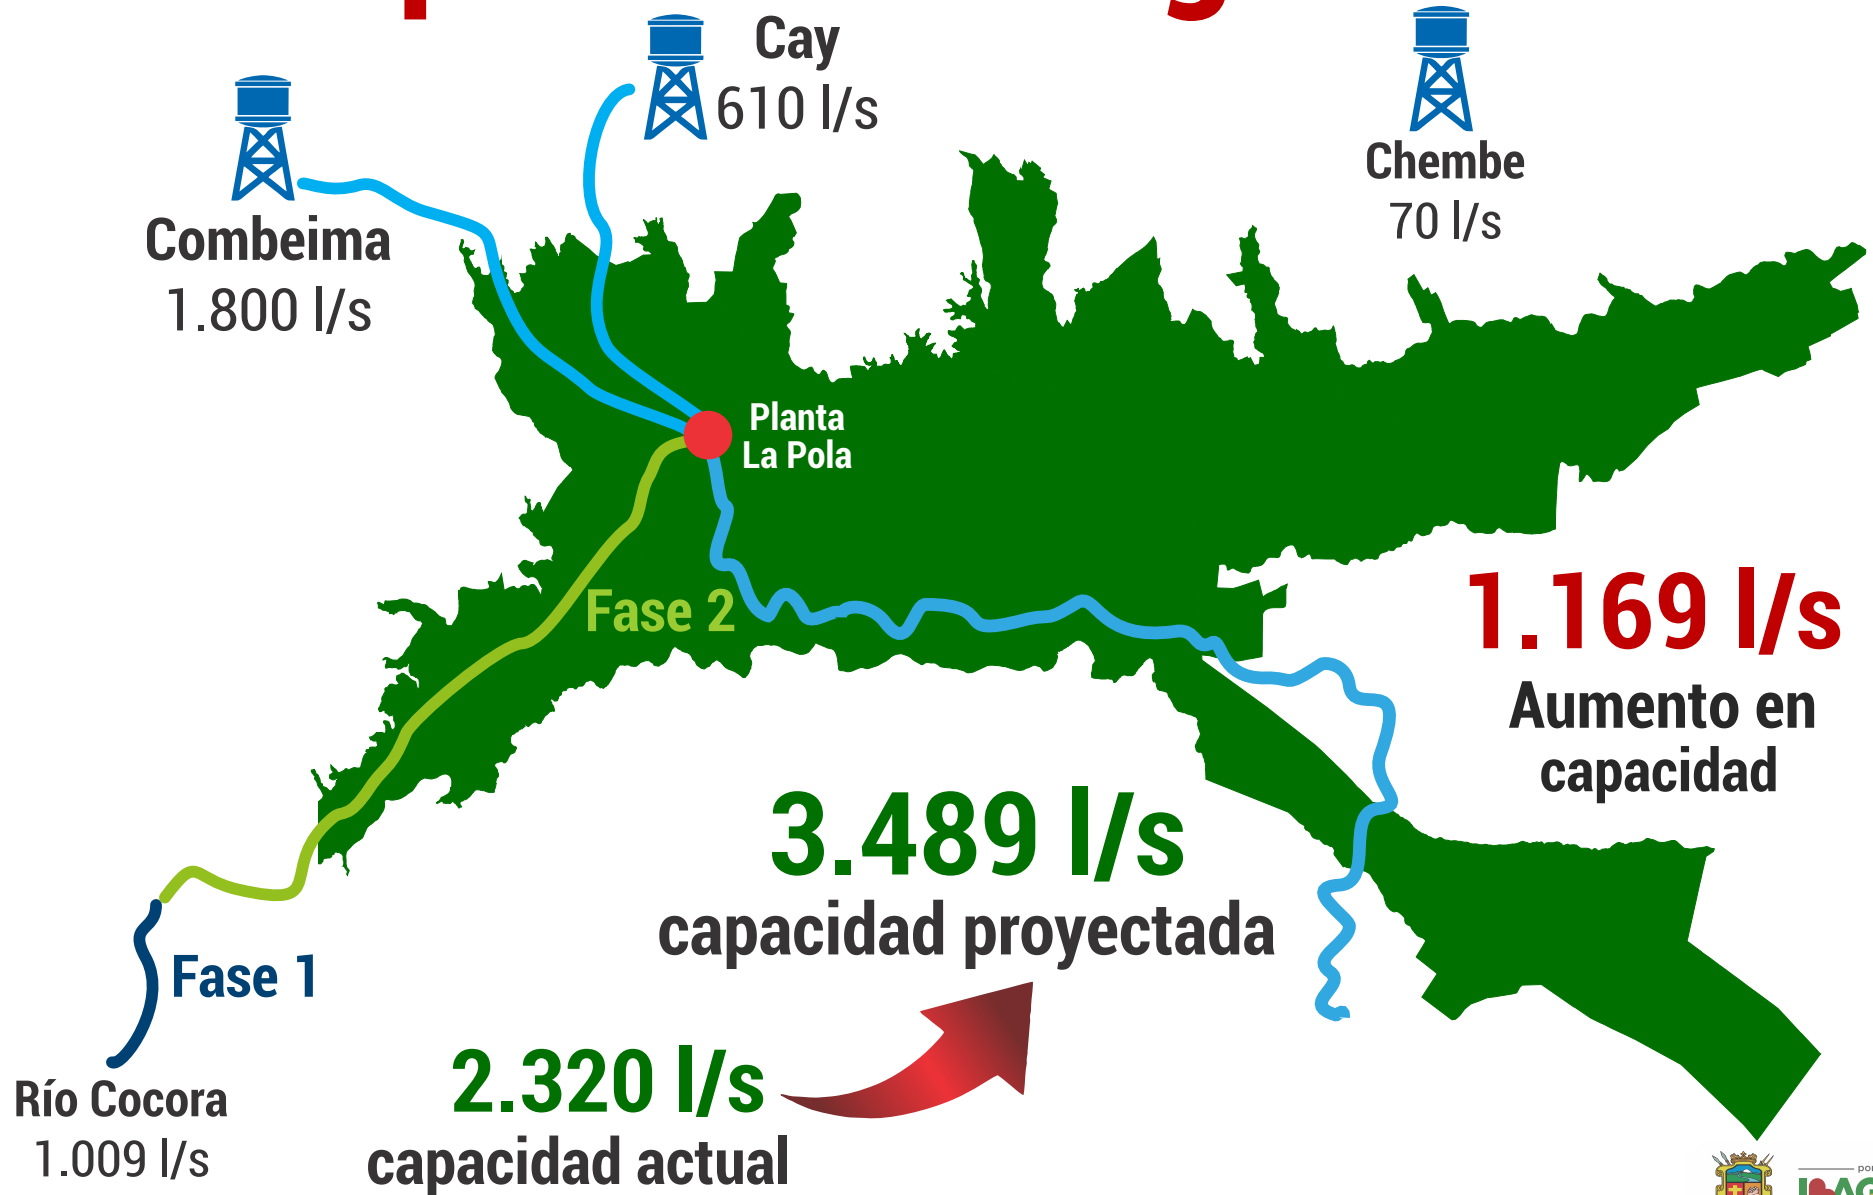 Cay
610 l/s
Combeima
1.800 l/s
Chembe
70 l/s
Planta
La Pola
Fase 2
1.169 l/s
Aumento en
capacidad
3.489 l/s
capacidad proyectada
Fase 1
Río Cocora
1.009 l/s
2.320 l/s
capacidad actual